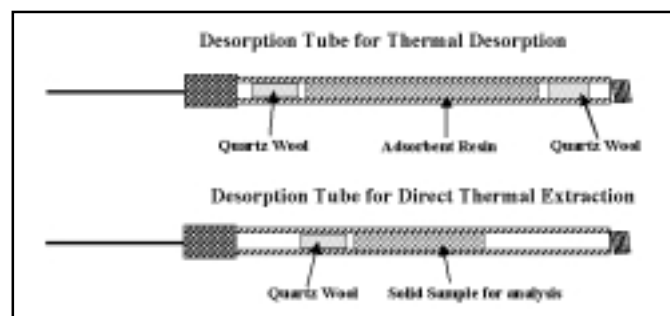 Desorption Tube for Thermal Desorption
Quartz Wool
Adsorbent Resin
Quartz Wool
Desorption Tube for Direct Thermal Extraction
Quartz Wool
Solid Sample for analysis